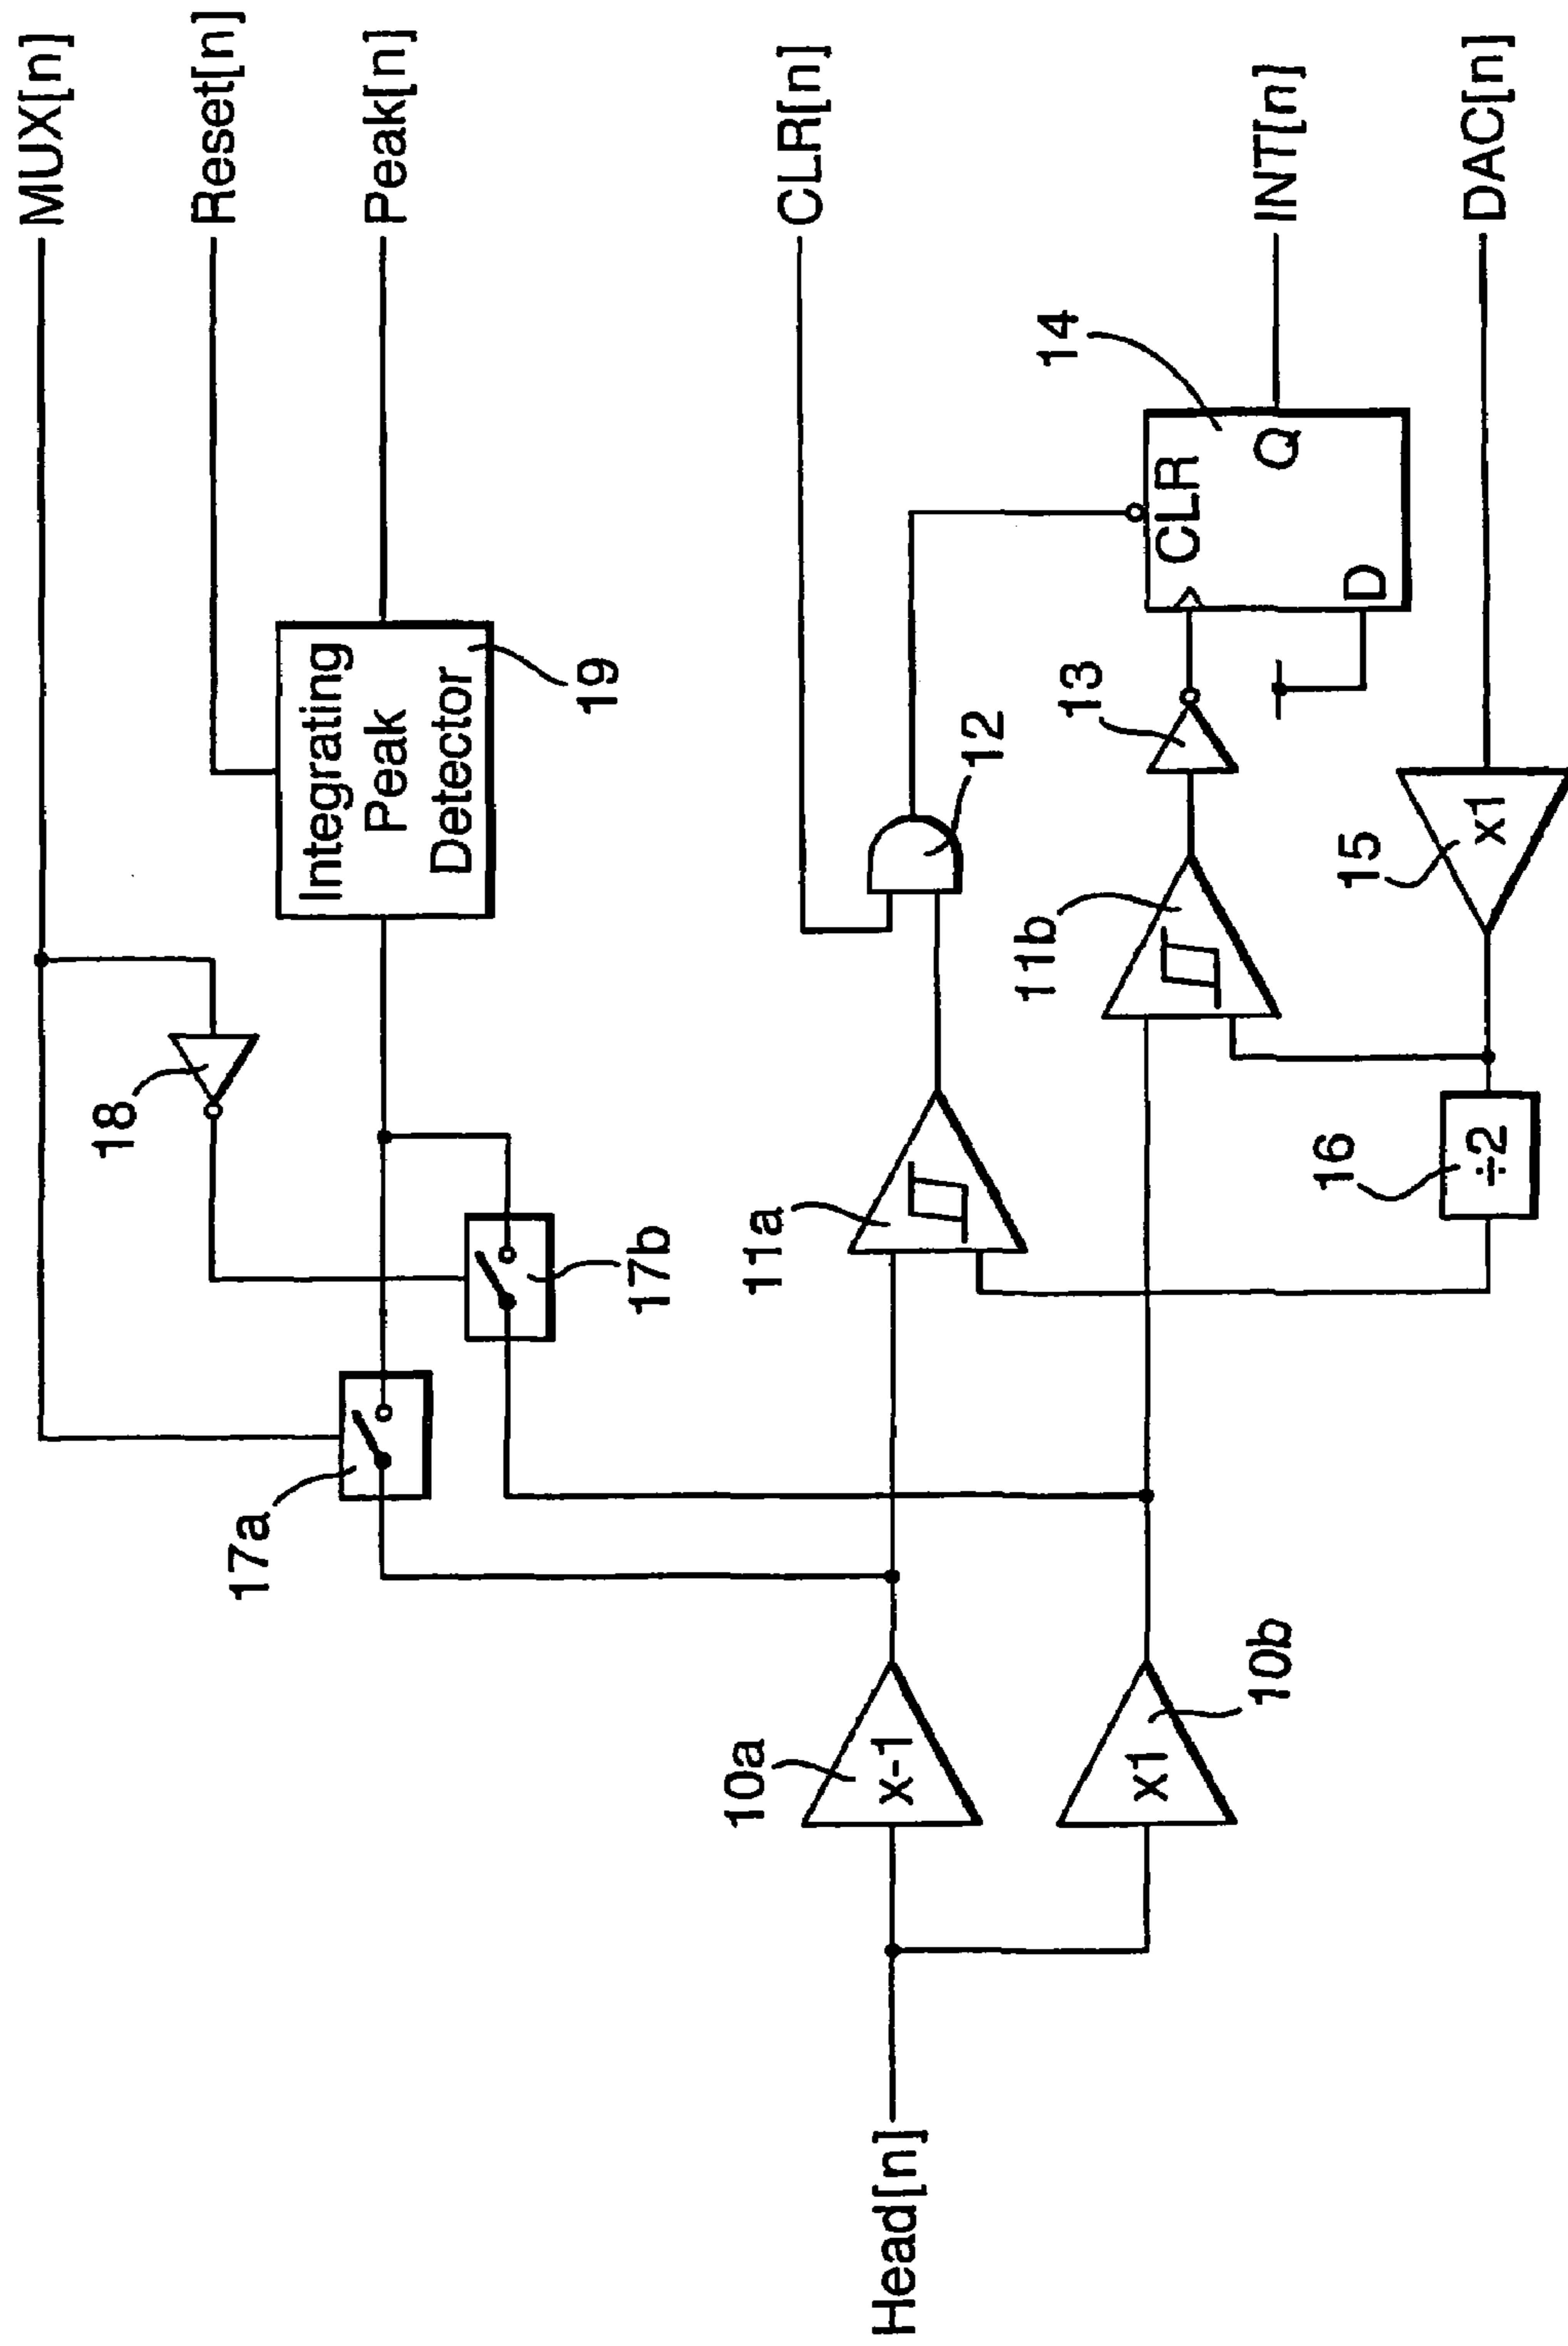 MUX[n]
Reset[n]
Peak[n]
CLR[n]
INT[n]
DAC[n]
18
Integrating
Peak
Detector
19
17a
17b
11a
12
14
CLR
Q
D
13
11b
15
x1
16
÷2
10a
x-1
10b
x1
Head[n]